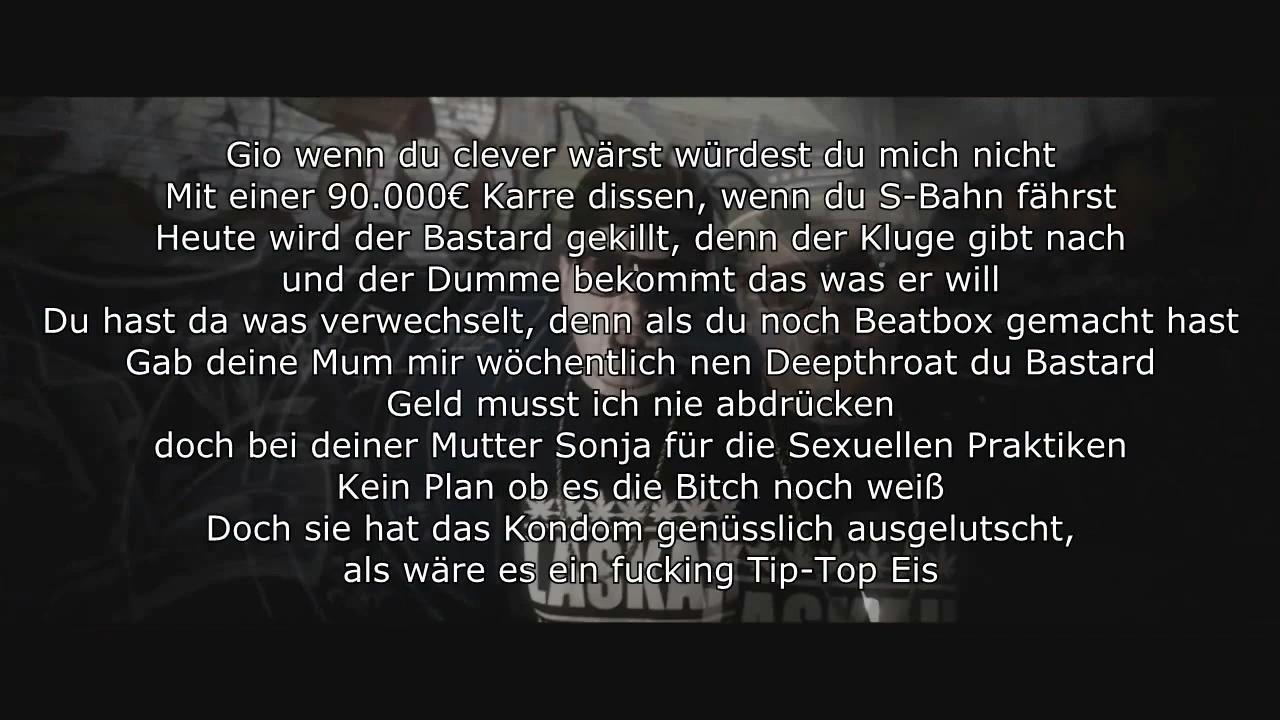 Gio wenn du clever wärst würdest du mich nicht
Mit einer 90.000€ Karre dissen, wenn du S-Bahn fährst
Heute wird der Bastard gekillt, denn der Kluge gibt nach
und der Dumme bekommt das was er will
Du hast da was verwechselt, denn als du noch Beatbox gemacht hast
Gab deine Mum mir wöchentlich nen Deepthroat du Bastard
Geld musst ich nie abdrücken
doch bei deiner Mutter Sonja für die Sexuellen Praktiken
Kein Plan ob es die Bitch noch weiß
Doch sie hat das Kondom genüsslich ausgelutscht,
als wäre es ein fucking Tip-Top Eis